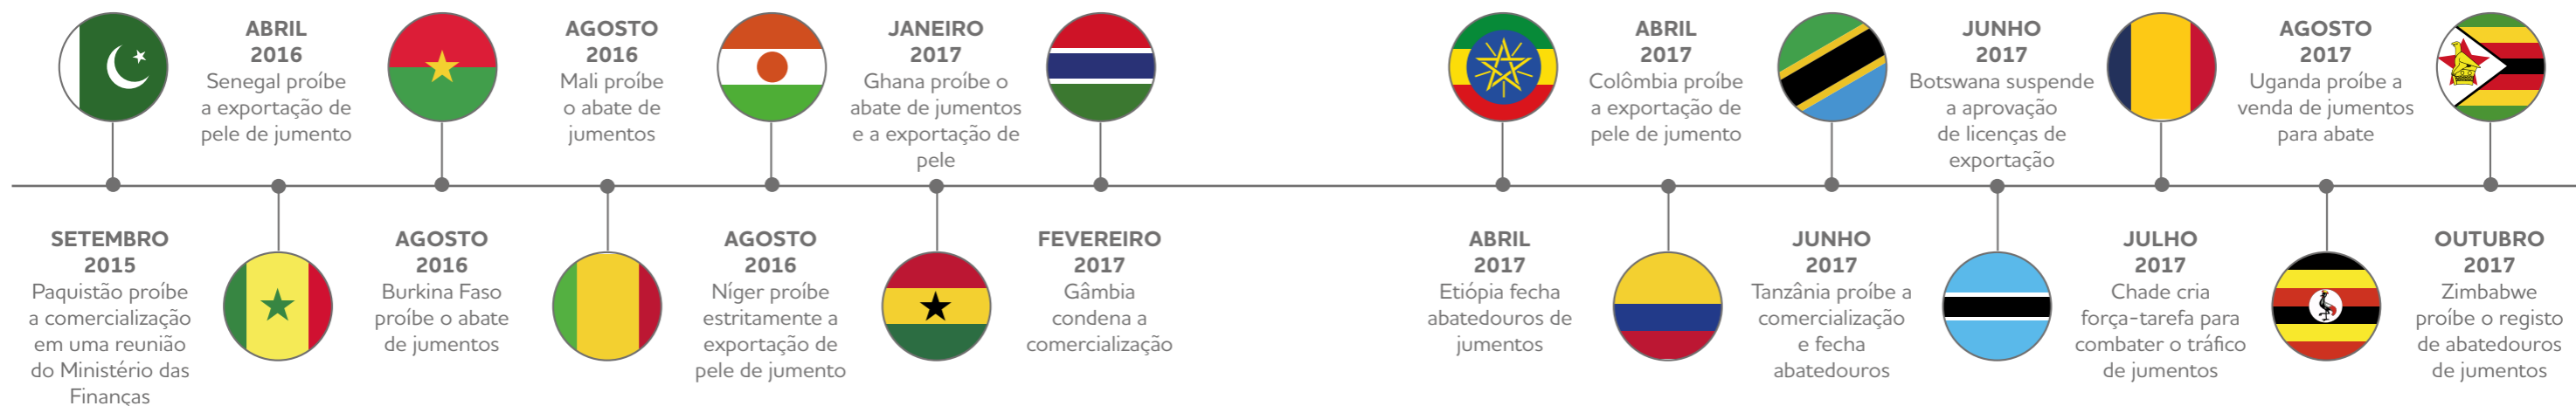 SETEMBRO
2015
Paquistão proíbe
a comercialização
em uma reunião
do Ministério das
Finanças
ABRIL
2016
Senegal proíbe
a exportação de
pele de jumento
AGOSTO
2016
Burkina Faso
proíbe o abate
de jumentos
AGOSTO
2016
Mali proíbe
o abate de
jumentos
AGOSTO
2016
Níger proíbe
estritamente a
exportação de
pele de jumento
JANEIRO
2017
Ghana proíbe o
abate de jumentos
e a exportação de
pele
FEVEREIRO
2017
Gâmbia
condena a
comercialização
ABRIL
2017
Etiópia fecha
abatedouros de
jumentos
ABRIL
2017
Colômbia proíbe
a exportação de
pele de jumento
JUNHO
2017
Tanzânia proíbe a
comercialização
e fecha
abatedouros
JUNHO
2017
Botswana suspende
a aprovação
de licenças de
exportação
JULHO
2017
Chade cria
força-tarefa para
combater o tráfico
de jumentos
AGOSTO
2017
Uganda proíbe a
venda de jumentos
para abate
OUTUBRO
2017
Zimbabwe
proíbe o registo
de abatedouros
de jumentos